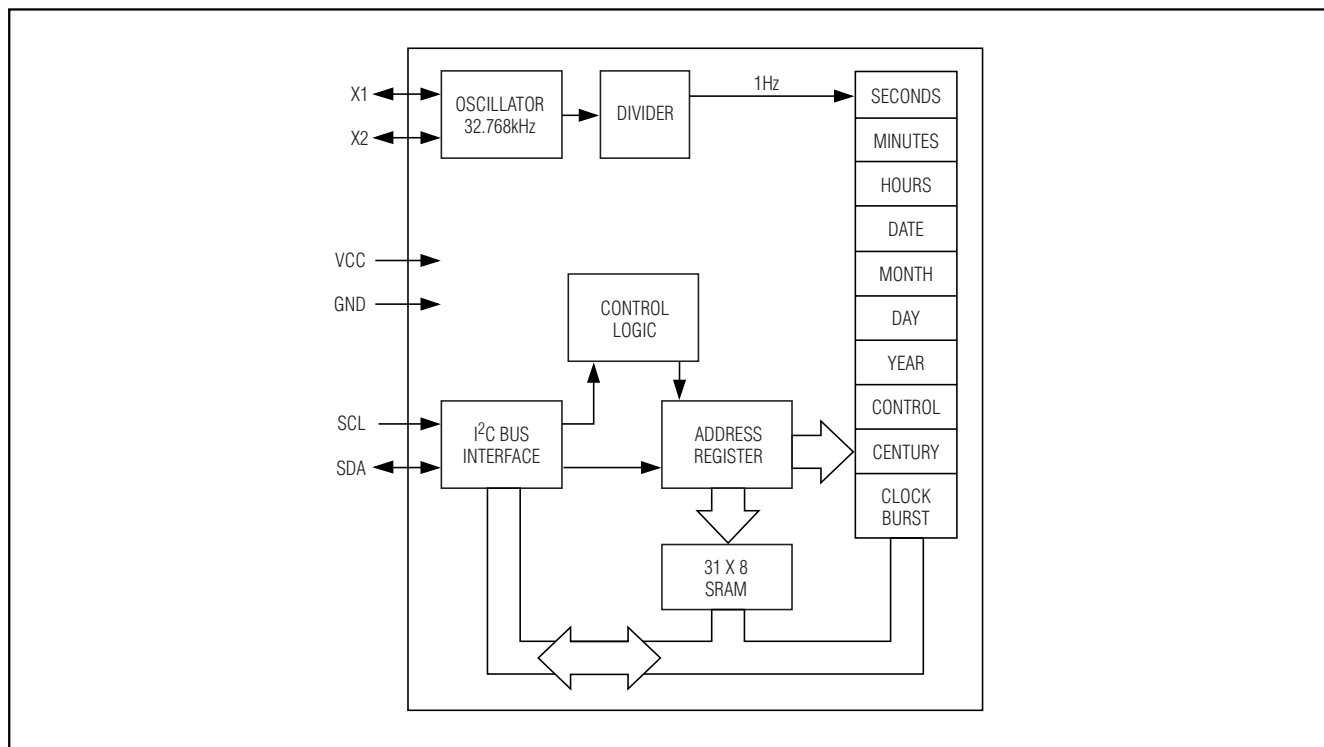 X1
X2
OSCILLATOR
32.768kHz
DIVIDER
1Hz
SECONDS
MINUTES
HOURS
DATE
MONTH
DAY
YEAR
CONTROL
CENTURY
CLOCK
BURST
VCC
GND
CONTROL
LOGIC
SCL
SDA
I²C BUS
INTERFACE
ADDRESS
REGISTER
31 X 8
SRAM